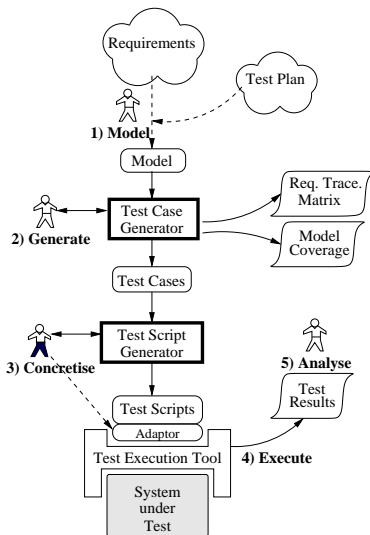 Requirements
Test Plan
1) Model
Model
Test Case
Generator
Req. Trace.
Matrix
2) Generate
Model
Coverage
Test Cases
Test Script
Generator
3) Concretise
5) Analyse
Test
Results
Test Scripts
Adaptor
Test Execution Tool
4) Execute
System
under
Test